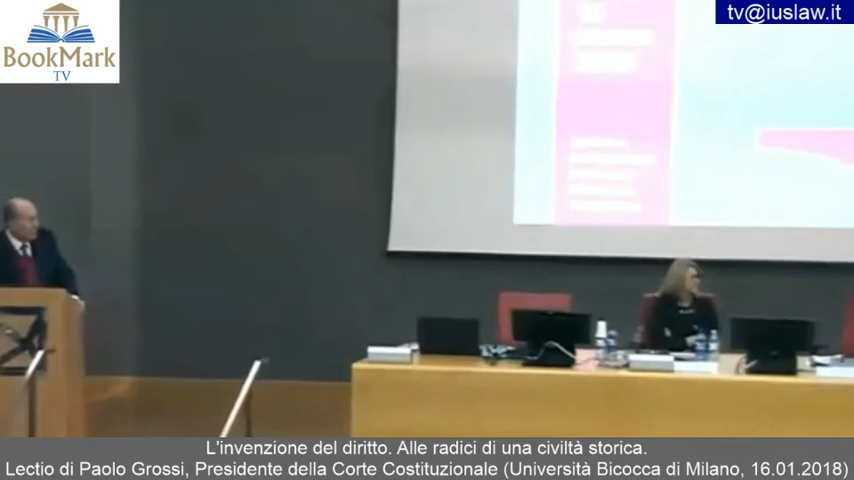 BookMark
TV
tv@iuslaw.it
L'invenzione del diritto. Alle radici di una civiltà storica.
Lectio di Paolo Grossi, Presidente della Corte Costituzionale (Università Bicocca di Milano, 16.01.2018)